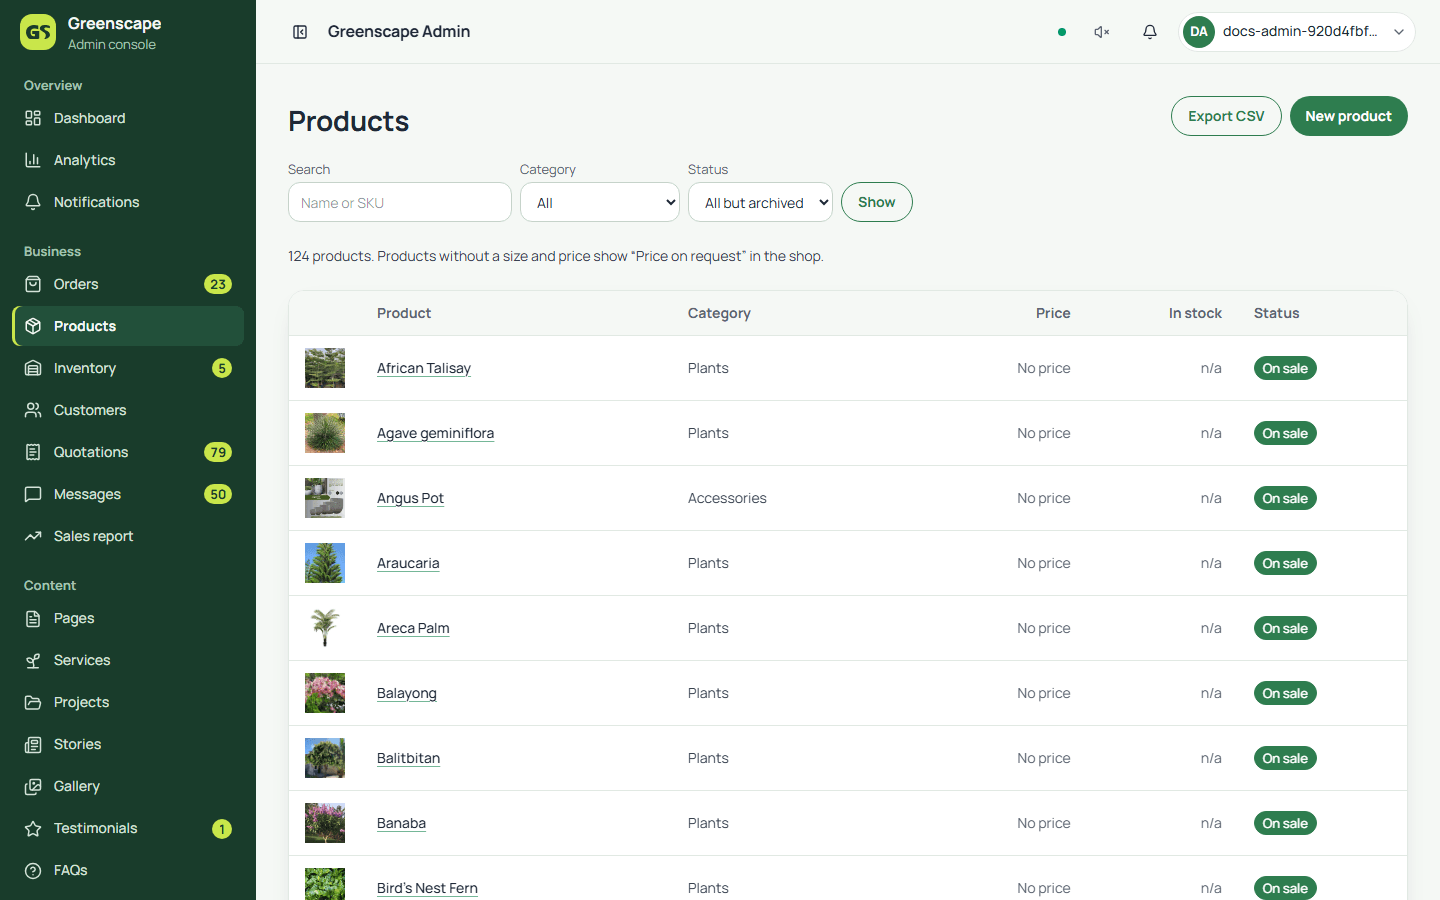 GS
Greenscape
Admin console
Overview
Dashboard
Analytics
Notifications
Business
Orders 23
Products
Inventory 5
Customers
Quotations 79
Messages 50
Sales report
Content
Pages
Services
Projects
Stories
Gallery
Testimonials 1
FAQs
Greenscape Admin
DA docs-admin-920d4fbf...
Products
Export CSV New product
Search Category Status
Name or SKU All All but archived Show
124 products. Products without a size and price show “Price on request” in the shop.
Product Category Price In stock Status
African Talisay Plants No price n/a On sale
Agave geminiflora Plants No price n/a On sale
Angus Pot Accessories No price n/a On sale
Araucaria Plants No price n/a On sale
Areca Palm Plants No price n/a On sale
Balayong Plants No price n/a On sale
Balitbitan Plants No price n/a On sale
Banaba Plants No price n/a On sale
Bird's Nest Fern Plants No price n/a On sale